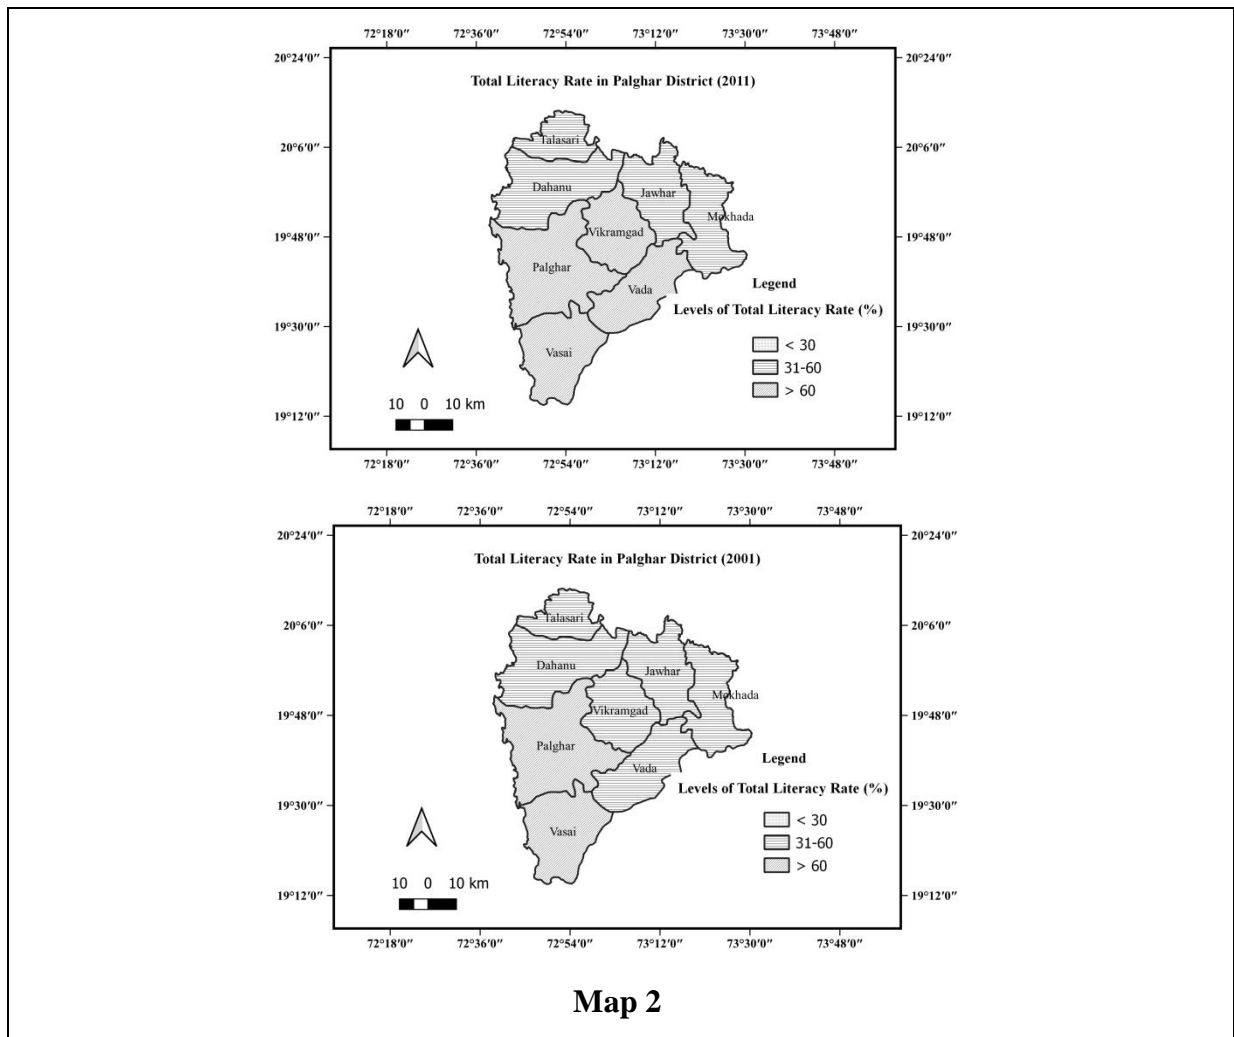 72°18′0″ 72°36′0″ 72°54′0″ 73°12′0″ 73°30′0″ 73°48′0″
20°24′0″ 20°24′0″
Total Literacy Rate in Palghar District (2011)
Talasari
20°6′0″ 20°6′0″
Dahanu
Jawhar
Mokhada
Vikramgad
19°48′0″ 19°48′0″
Palghar
Legend
Vada
Levels of Total Literacy Rate (%)
19°30′0″ 19°30′0″
< 30
Vasai
31-60
> 60
10 0 10 km
19°12′0″ 19°12′0″
72°18′0″ 72°36′0″ 72°54′0″ 73°12′0″ 73°30′0″ 73°48′0″
72°18′0″ 72°36′0″ 72°54′0″ 73°12′0″ 73°30′0″ 73°48′0″
20°24′0″ 20°24′0″
Total Literacy Rate in Palghar District (2001)
Talasari
20°6′0″ 20°6′0″
Dahanu
Jawhar
Mokhada
Vikramgad
19°48′0″ 19°48′0″
Palghar
Legend
Vada
Levels of Total Literacy Rate (%)
19°30′0″ 19°30′0″
< 30
Vasai
31-60
> 60
10 0 10 km
19°12′0″ 19°12′0″
72°18′0″ 72°36′0″ 72°54′0″ 73°12′0″ 73°30′0″ 73°48′0″
Map 2